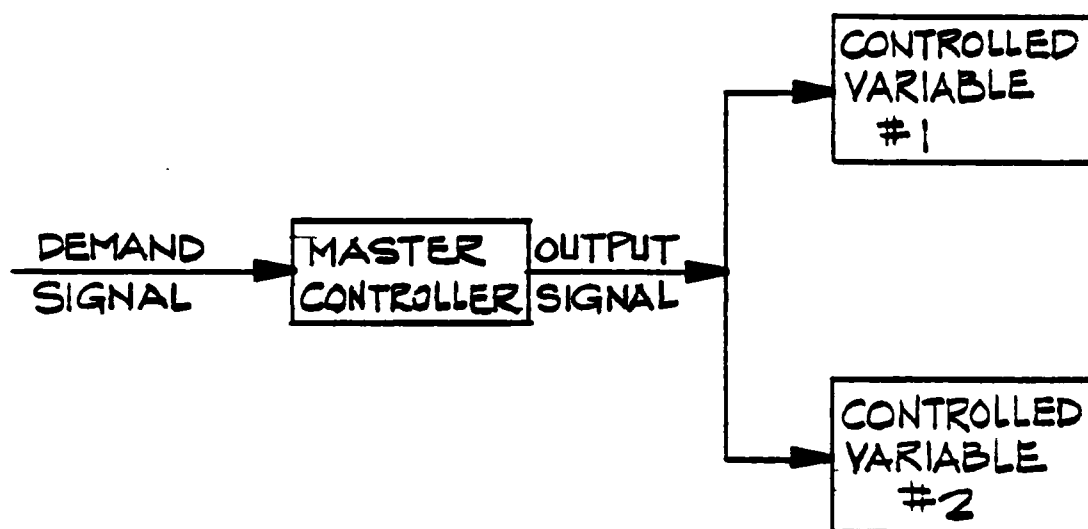 CONTROLLED
VARIABLE
#1
DEMAND
SIGNAL
MASTER
CONTROLLER
OUTPUT
SIGNAL
CONTROLLED
VARIABLE
#2